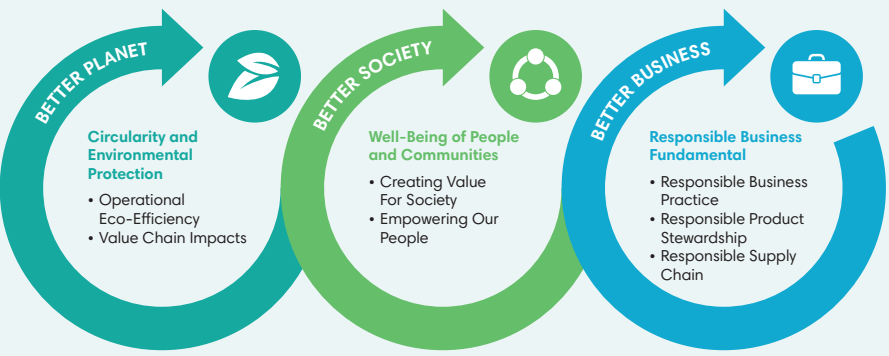 BETTER PLANET
Circularity and
Environmental
Protection
• Operational
Eco-Efficiency
• Value Chain Impacts
BETTER SOCIETY
Well-Being of People
and Communities
• Creating Value
For Society
• Empowering Our
People
BETTER BUSINESS
Responsible Business
Fundamental
• Responsible Business
Practice
• Responsible Product
Stewardship
• Responsible Supply
Chain